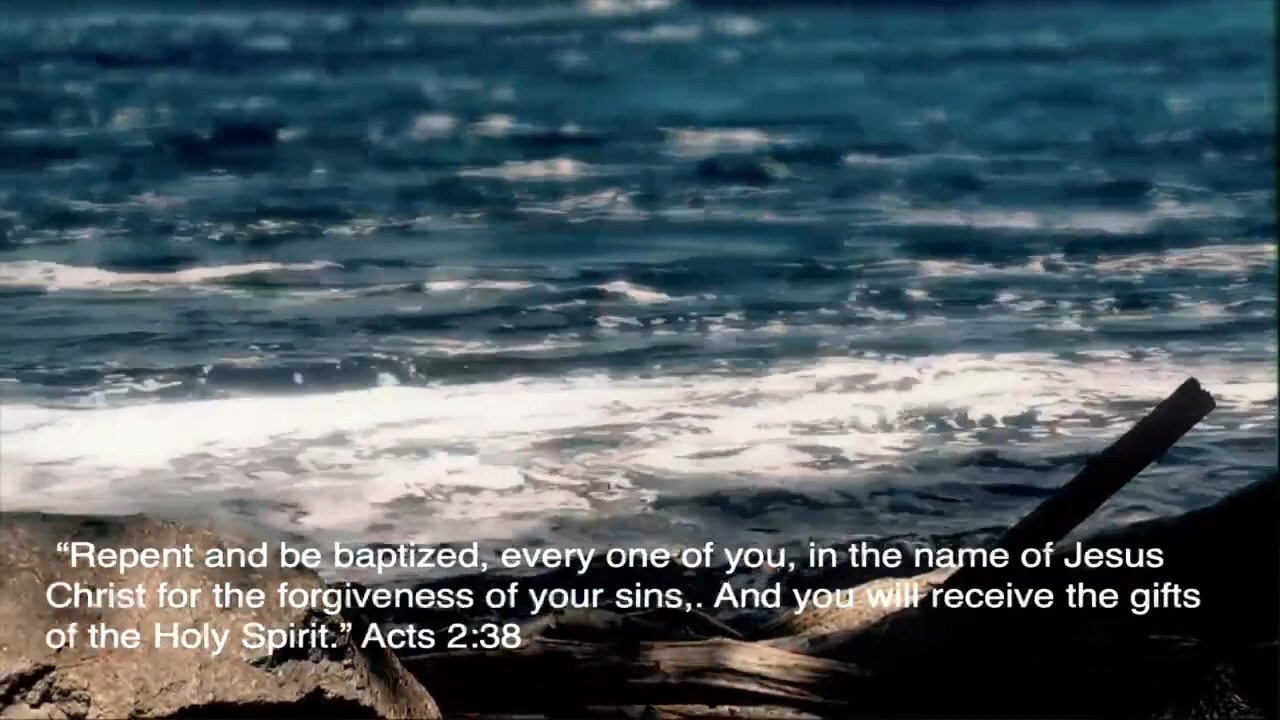 “Repent and be baptized, every one of you, in the name of Jesus
Christ for the forgiveness of your sins,. And you will receive the gifts
of the Holy Spirit.” Acts 2:38